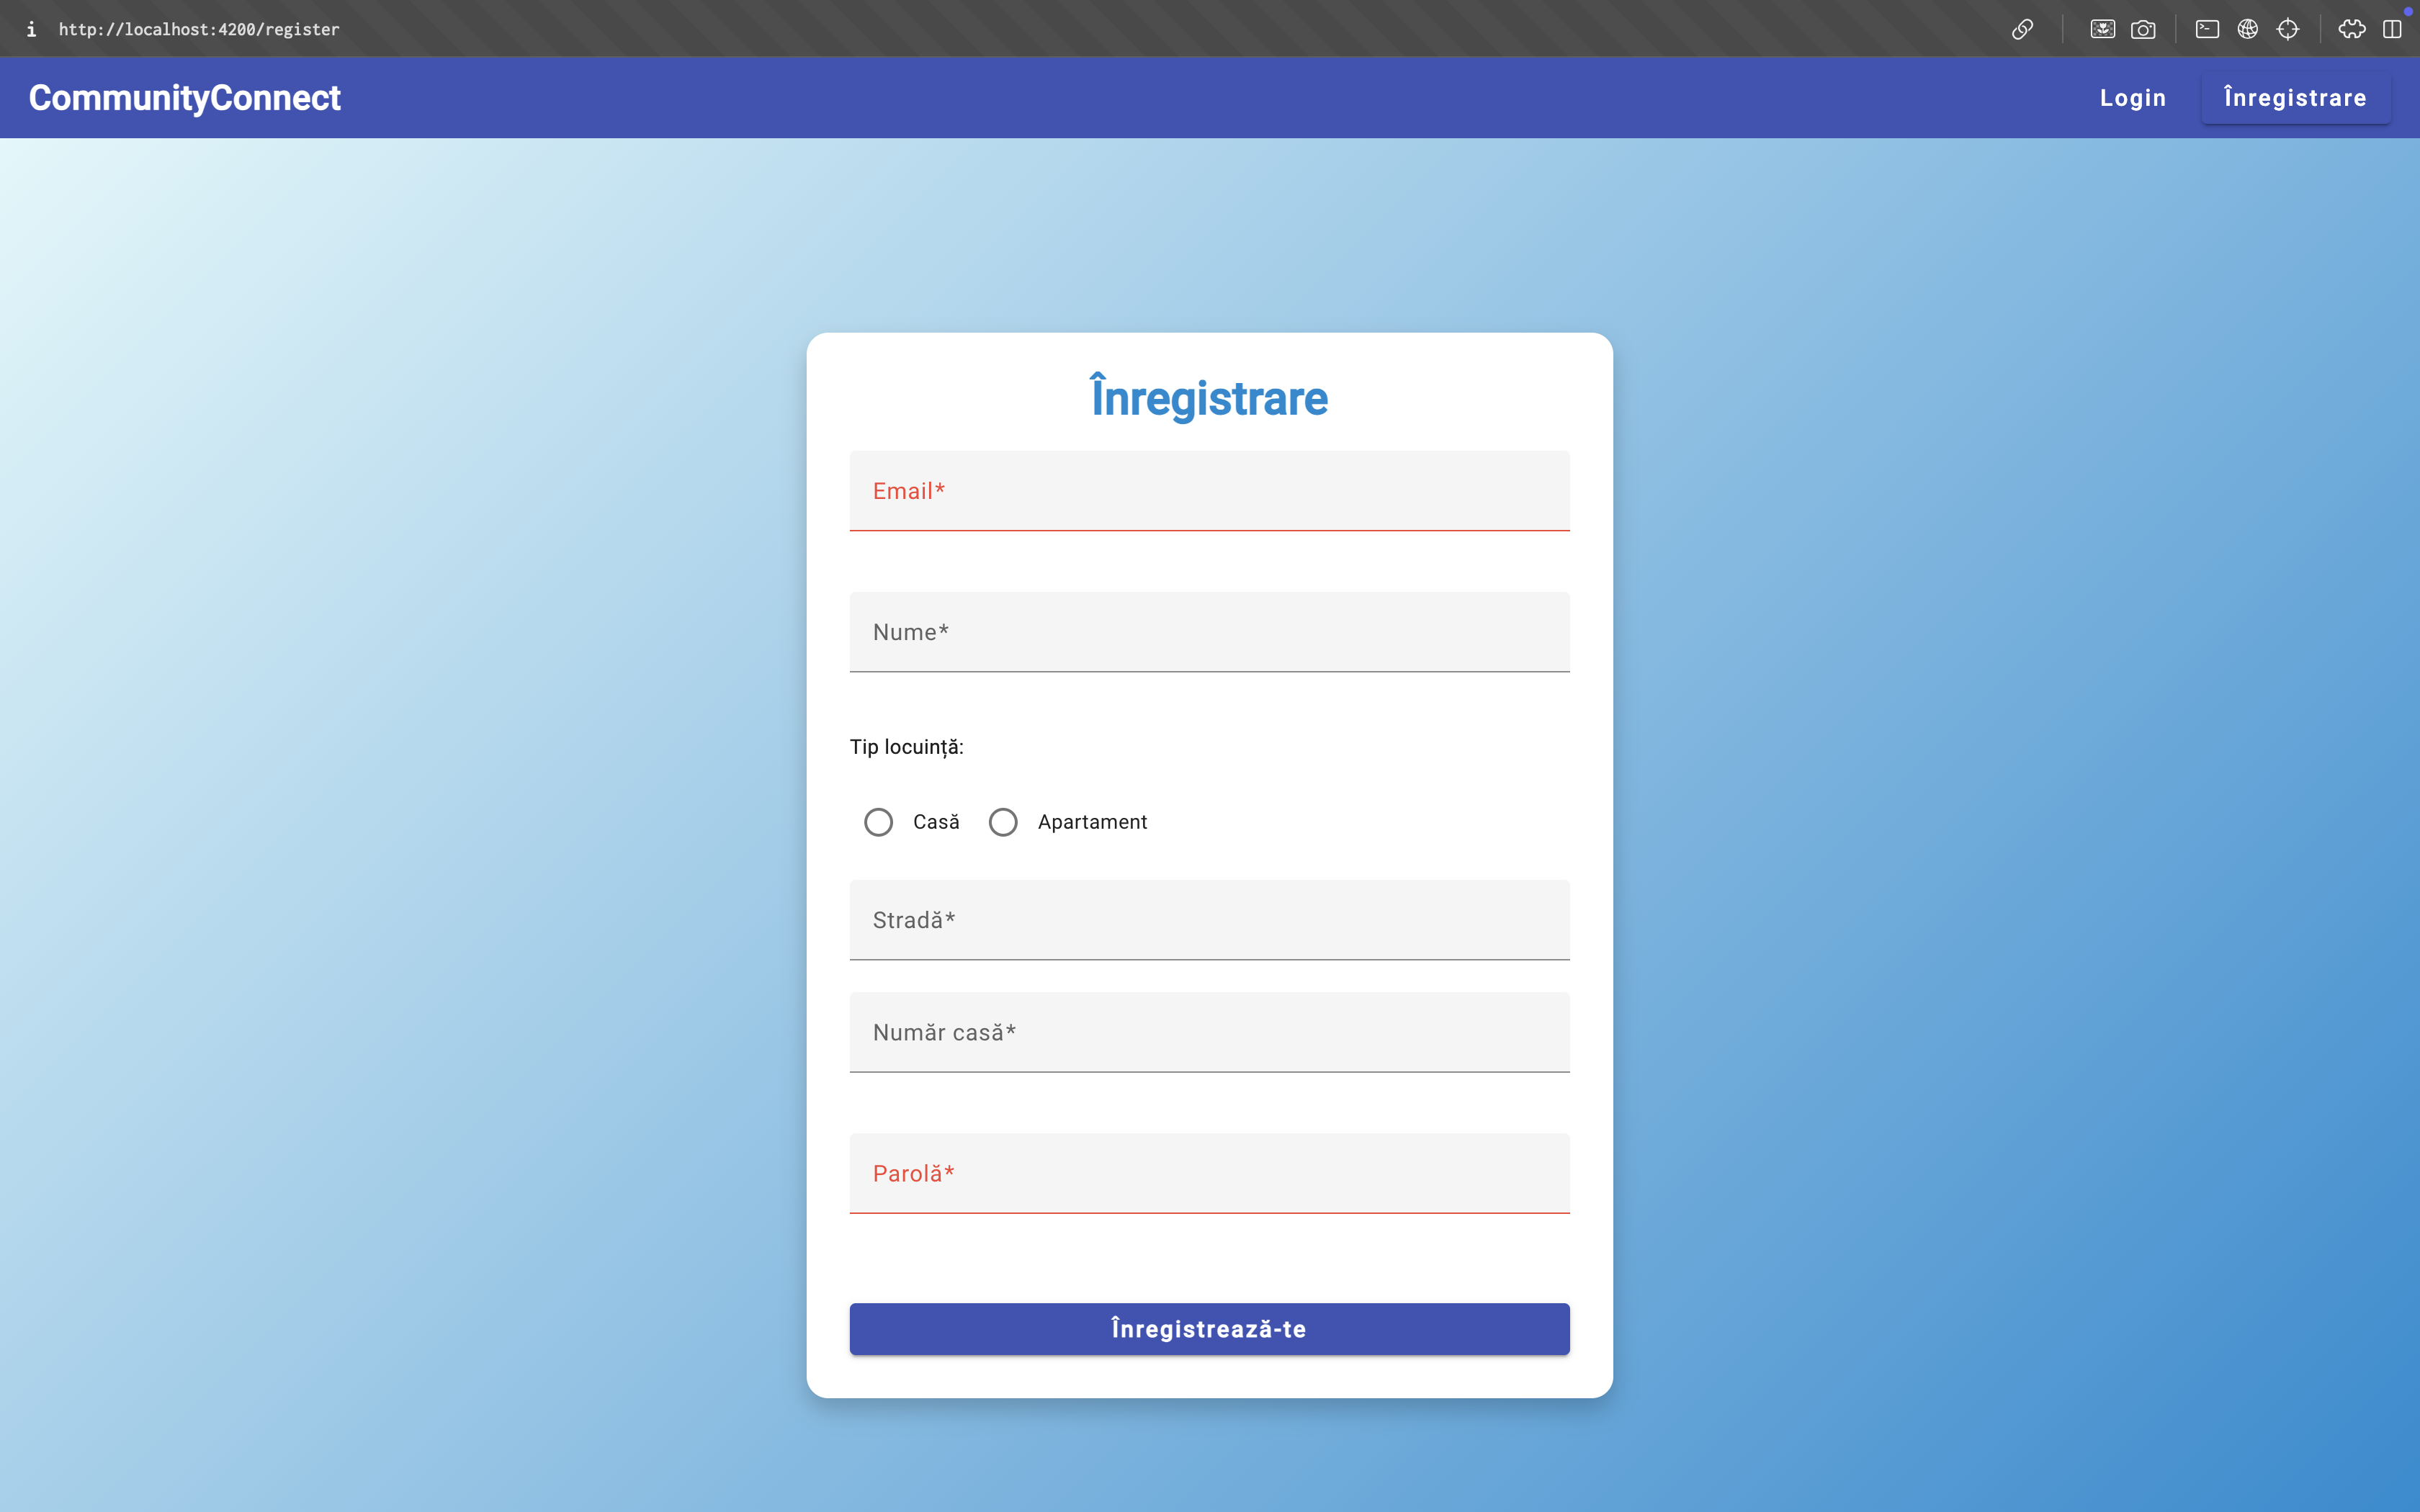 i http://localhost:4200/register
CommunityConnect Login Înregistrare
Înregistrare
Email*
Nume*
Tip locuință:
Casă Apartament
Stradă*
Număr casă*
Parolă*
Înregistrează-te